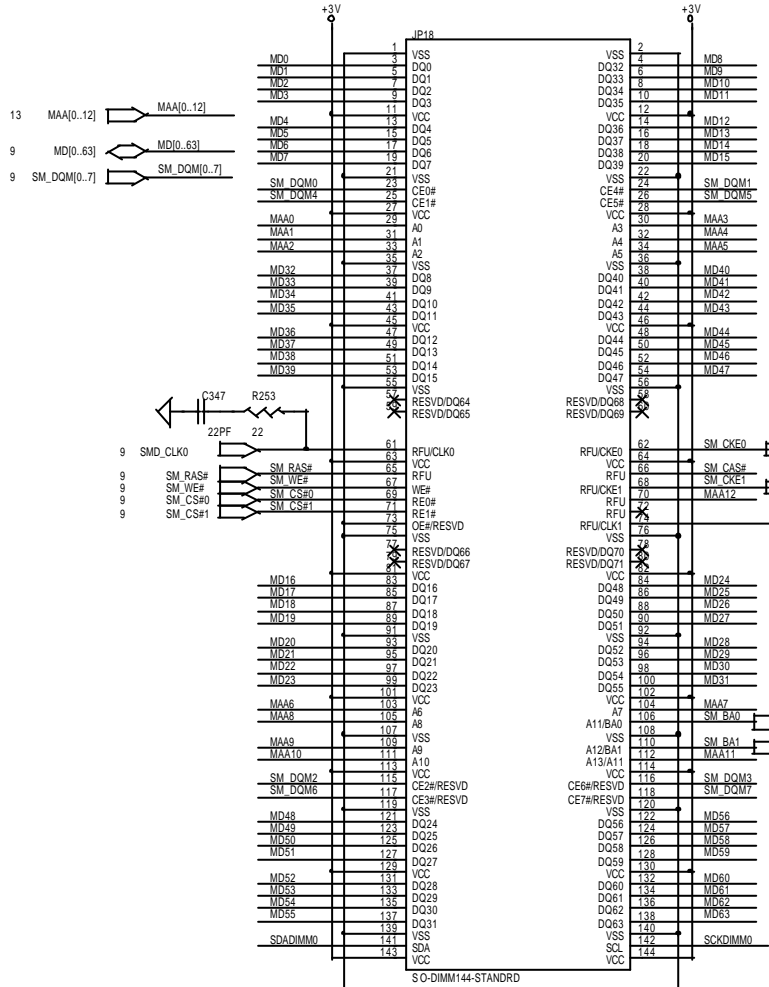 +3V +3V
JP18
1 VSS VSS 2
MD0 3 DQ0 DQ32 4 MD8
MD1 5 DQ1 DQ33 6 MD9
MD2 7 DQ2 DQ34 8 MD10
MD3 9 DQ3 DQ35 10 MD11
13 MAA[0..12] MAA[0..12] 11 VCC VCC 12
MD4 13 DQ4 DQ36 14 MD12
MD5 15 DQ5 DQ37 16 MD13
9 MD[0..63] MD[0..63] MD6 17 DQ6 DQ38 18 MD14
MD7 19 DQ7 DQ39 20 MD15
9 SM_DQM[0..7] SM_DQM[0..7] 21 VSS VSS 22
SM_DQM0 23 CE0# CE4# 24 SM_DQM1
SM_DQM4 25 CE1# CE5# 26 SM_DQM5
27 VCC VCC 28
MAA0 29 A0 A3 30 MAA3
MAA1 31 A1 A4 32 MAA4
MAA2 33 A2 A5 34 MAA5
35 VSS VSS 36
MD32 37 DQ8 DQ40 38 MD40
MD33 39 DQ9 DQ41 40 MD41
MD34 41 DQ10 DQ42 42 MD42
MD35 43 DQ11 DQ43 44 MD43
45 VCC VCC 46
MD36 47 DQ12 DQ44 48 MD44
MD37 49 DQ13 DQ45 50 MD45
MD38 51 DQ14 DQ46 52 MD46
MD39 53 DQ15 DQ47 54 MD47
55 VSS VSS 56
C347 R253 57 RESVD/DQ64 RESVD/DQ68 58
RESVD/DQ65 RESVD/DQ69
22PF 22
9 SMD_CLK0 61 RFU/CLK0 RFU/CKE0 62 SM_CKE0
63 VCC VCC 64
9 SM_RAS# SM_RAS# 65 RFU RFU 66 SM_CAS#
9 SM_WE# SM_WE# 67 WE# RFU/CKE1 68 SM_CKE1
9 SM_CS#0 SM_CS#0 69 RE0# RFU 70 MAA12
9 SM_CS#1 SM_CS#1 71 RE1# RFU 72
73 OE#/RESVD RFU/CLK1 74
75 VSS VSS 76
77 RESVD/DQ66 RESVD/DQ70 78
RESVD/DQ67 RESVD/DQ71
81 VCC VCC 82
MD16 83 DQ16 DQ48 84 MD24
MD17 85 DQ17 DQ49 86 MD25
MD18 87 DQ18 DQ50 88 MD26
MD19 89 DQ19 DQ51 90 MD27
91 VSS VSS 92
MD20 93 DQ20 DQ52 94 MD28
MD21 95 DQ21 DQ53 96 MD29
MD22 97 DQ22 DQ54 98 MD30
MD23 99 DQ23 DQ55 100 MD31
101 VCC VCC 102
MAA6 103 A6 A7 104 MAA7
MAA8 105 A8 A11/BA0 106 SM_BA0
107 VSS VSS 108
MAA9 109 A9 A12/BA1 110 SM_BA1
MAA10 111 A10 A13/A11 112 MAA11
113 VCC VCC 114
SM_DQM2 115 CE2#/RESVD CE6#/RESVD 116 SM_DQM3
SM_DQM6 117 CE3#/RESVD CE7#/RESVD 118 SM_DQM7
119 VSS VSS 120
MD48 121 DQ24 DQ56 122 MD56
MD49 123 DQ25 DQ57 124 MD57
MD50 125 DQ26 DQ58 126 MD58
MD51 127 DQ27 DQ59 128 MD59
129 VCC VCC 130
MD52 131 DQ28 DQ60 132 MD60
MD53 133 DQ29 DQ61 134 MD61
MD54 135 DQ30 DQ62 136 MD62
MD55 137 DQ31 DQ63 138 MD63
139 VSS VSS 140
SDADIMM0 141 SDA SCL 142 SCKDIMM0
143 VCC VCC 144
SO-DIMM144-STANDRD